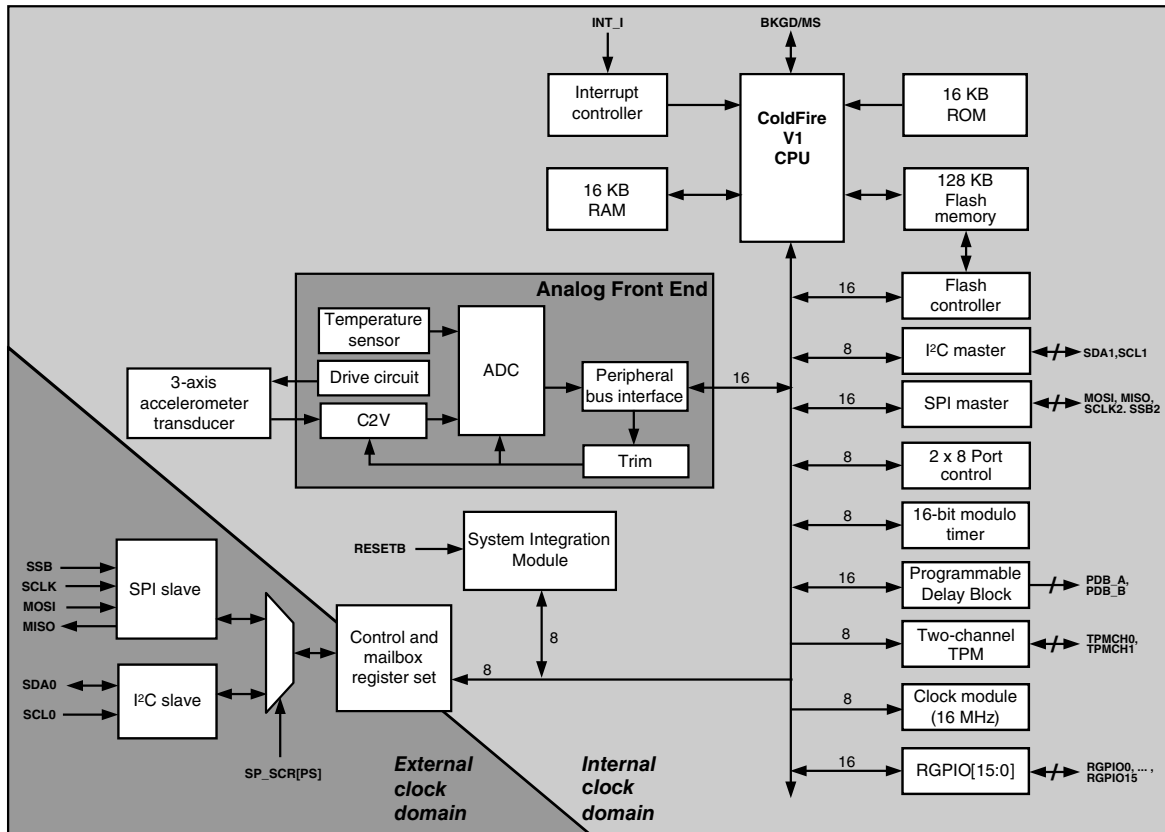 INT_I
BKGD/MS
Interrupt
controller
ColdFire
V1
CPU
16 KB
ROM
16 KB
RAM
128 KB
Flash
memory
Analog Front End
16
Flash
controller
Temperature
sensor
ADC
8
I²C master
SDA1,SCL1
3-axis
accelerometer
transducer
Drive circuit
Peripheral
bus interface
16
16
SPI master
MOSI, MISO,
SCLK2. SSB2
C2V
Trim
8
2 x 8 Port
control
RESETB
System Integration
Module
8
16-bit modulo
timer
SSB
SCLK
MOSI
MISO
SPI slave
16
Programmable
Delay Block
PDB_A,
PDB_B
Control and
mailbox
register set
8
8
8
Two-channel
TPM
TPMCH0,
TPMCH1
SDA0
SCL0
I²C slave
8
Clock module
(16 MHz)
SP_SCR[PS]
External
clock
domain
Internal
clock
domain
16
RGPIO[15:0]
RGPIO0, ... ,
RGPIO15